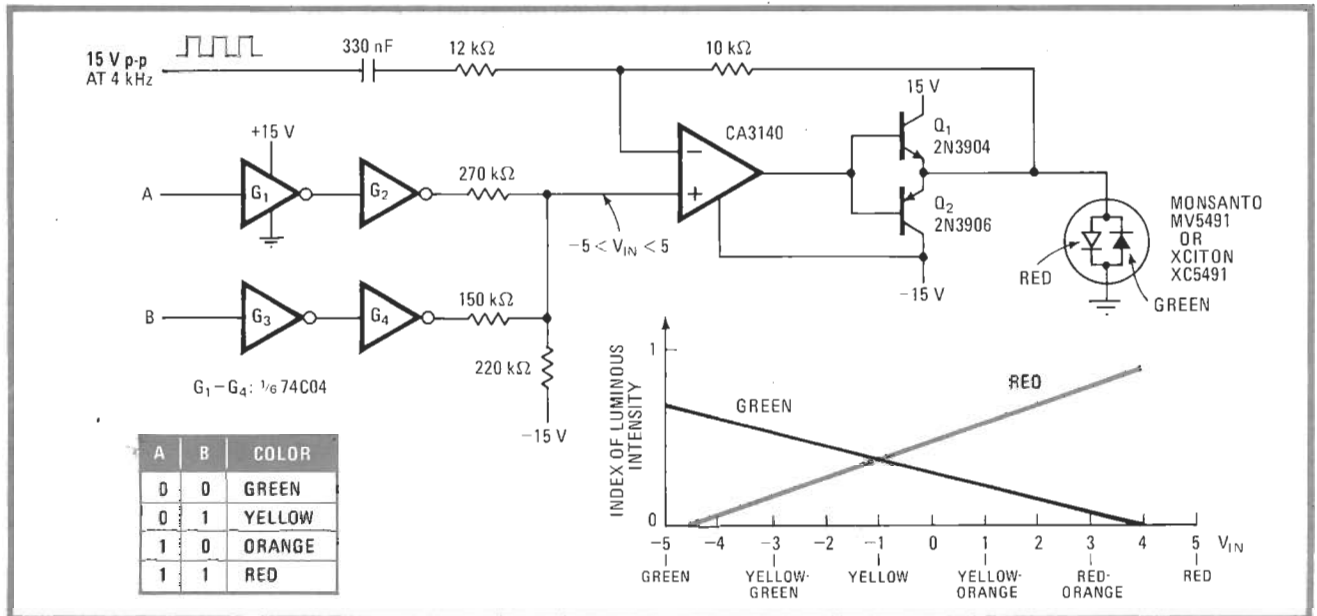 15 V p-p
AT 4 kHz
330 nF
12 kΩ
10 kΩ
+15 V
A
G1
G2
270 kΩ
−5 < VIN < 5
CA3140
−
+
15 V
Q1
2N3904
Q2
2N3906
−15 V
MONSANTO
MV5491
OR
XCITON
XC5491
RED
GREEN
B
G3
G4
150 kΩ
220 kΩ
−15 V
G1−G4: 1/6 74C04
A B COLOR
0 0 GREEN
0 1 YELLOW
1 0 ORANGE
1 1 RED
INDEX OF LUMINOUS
INTENSITY
1
0
GREEN
RED
−5 −4 −3 −2 −1 0 1 2 3 4 5 VIN
GREEN YELLOW-GREEN YELLOW YELLOW-ORANGE RED-ORANGE RED